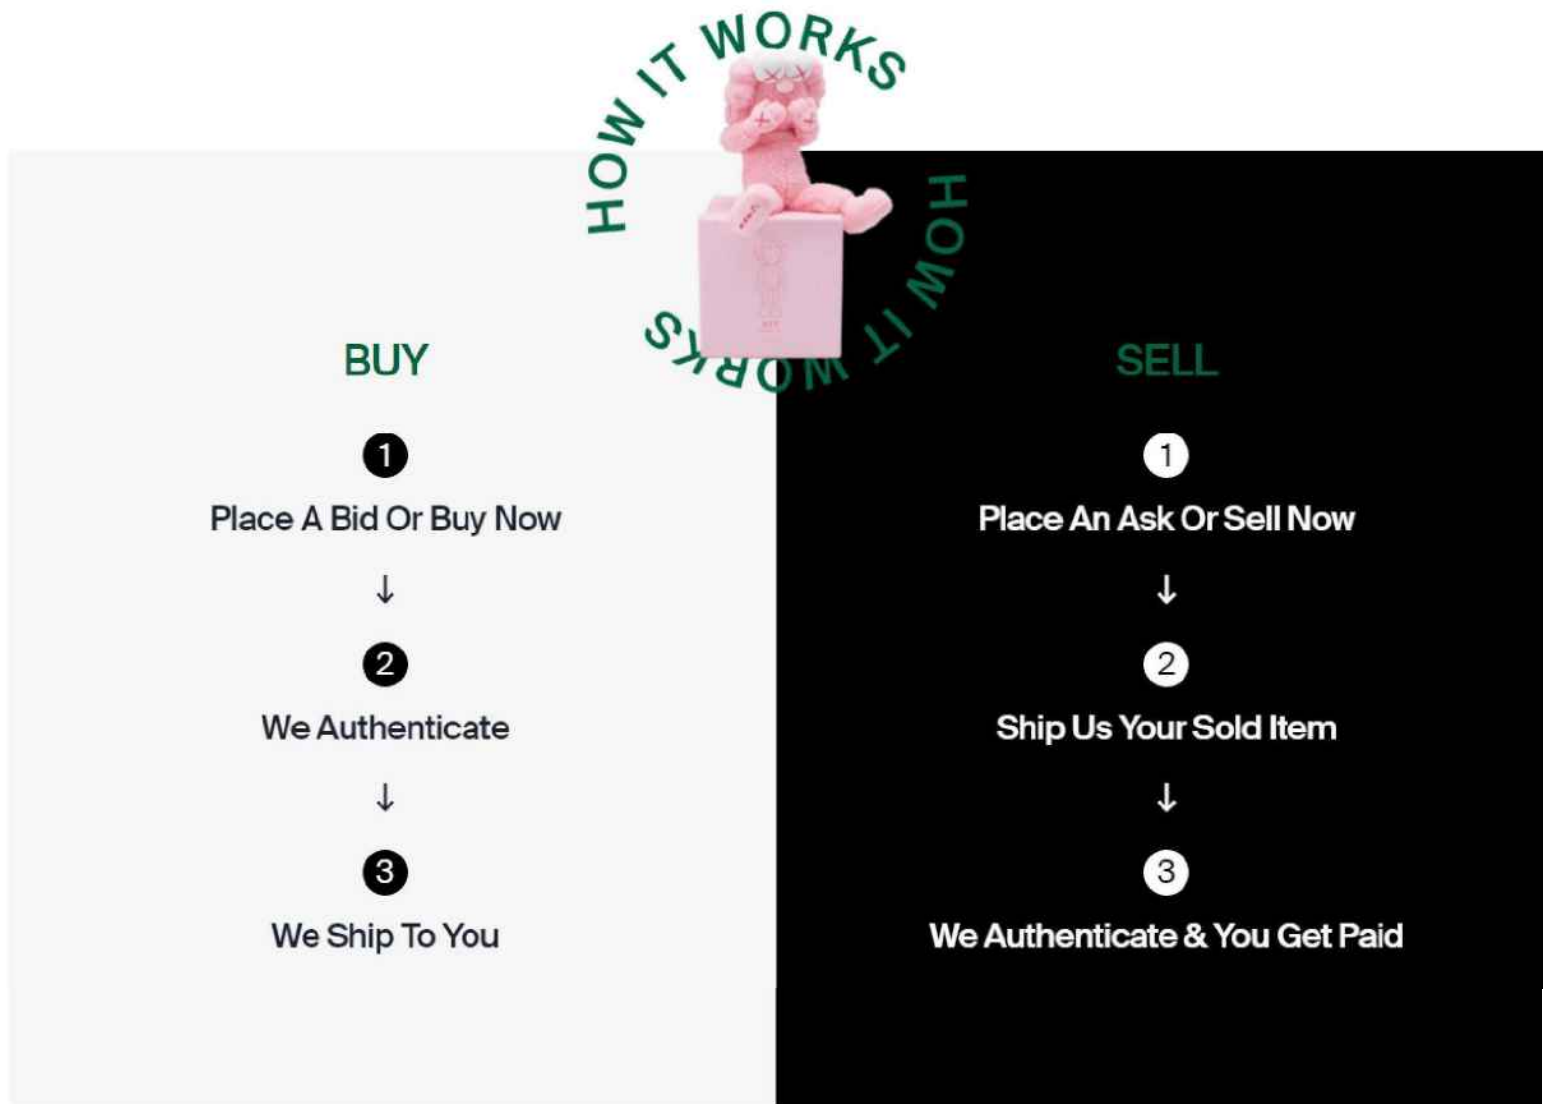 HOW IT WORKS
HOW IT WORKS
BUY
1
Place A Bid Or Buy Now
↓
2
We Authenticate
↓
3
We Ship To You
SELL
1
Place An Ask Or Sell Now
↓
2
Ship Us Your Sold Item
↓
3
We Authenticate & You Get Paid